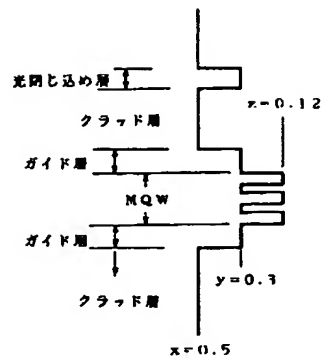 光閉じ込め層
z=0.12
クラッド層
ガイド層
MQW
ガイド層
y=0.3
クラッド層
x=0.5